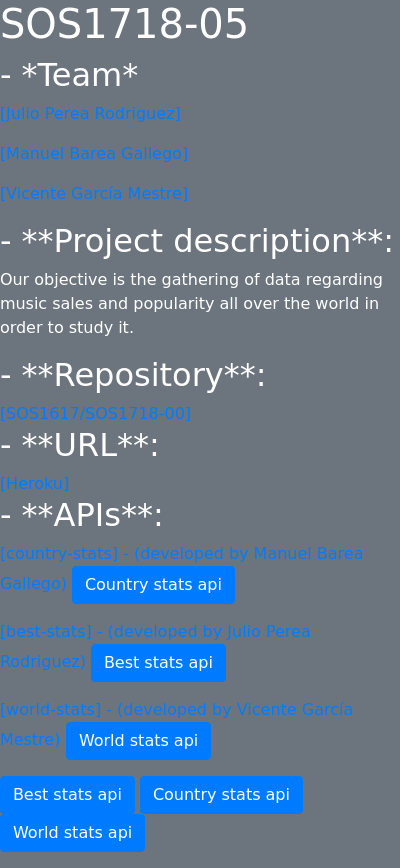 SOS1718-05
- *Team*
[Julio Perea Rodriguez]
[Manuel Barea Gallego]
[Vicente García Mestre]
- **Project description**:
Our objective is the gathering of data regarding
music sales and popularity all over the world in
order to study it.
- **Repository**:
[SOS1617/SOS1718-00]
- **URL**:
[Heroku]
- **APIs**:
[country-stats] - (developed by Manuel Barea
Gallego) Country stats api
[best-stats] - (developed by Julio Perea
Rodriguez) Best stats api
[world-stats] - (developed by Vicente García
Mestre) World stats api
Best stats api Country stats api
World stats api